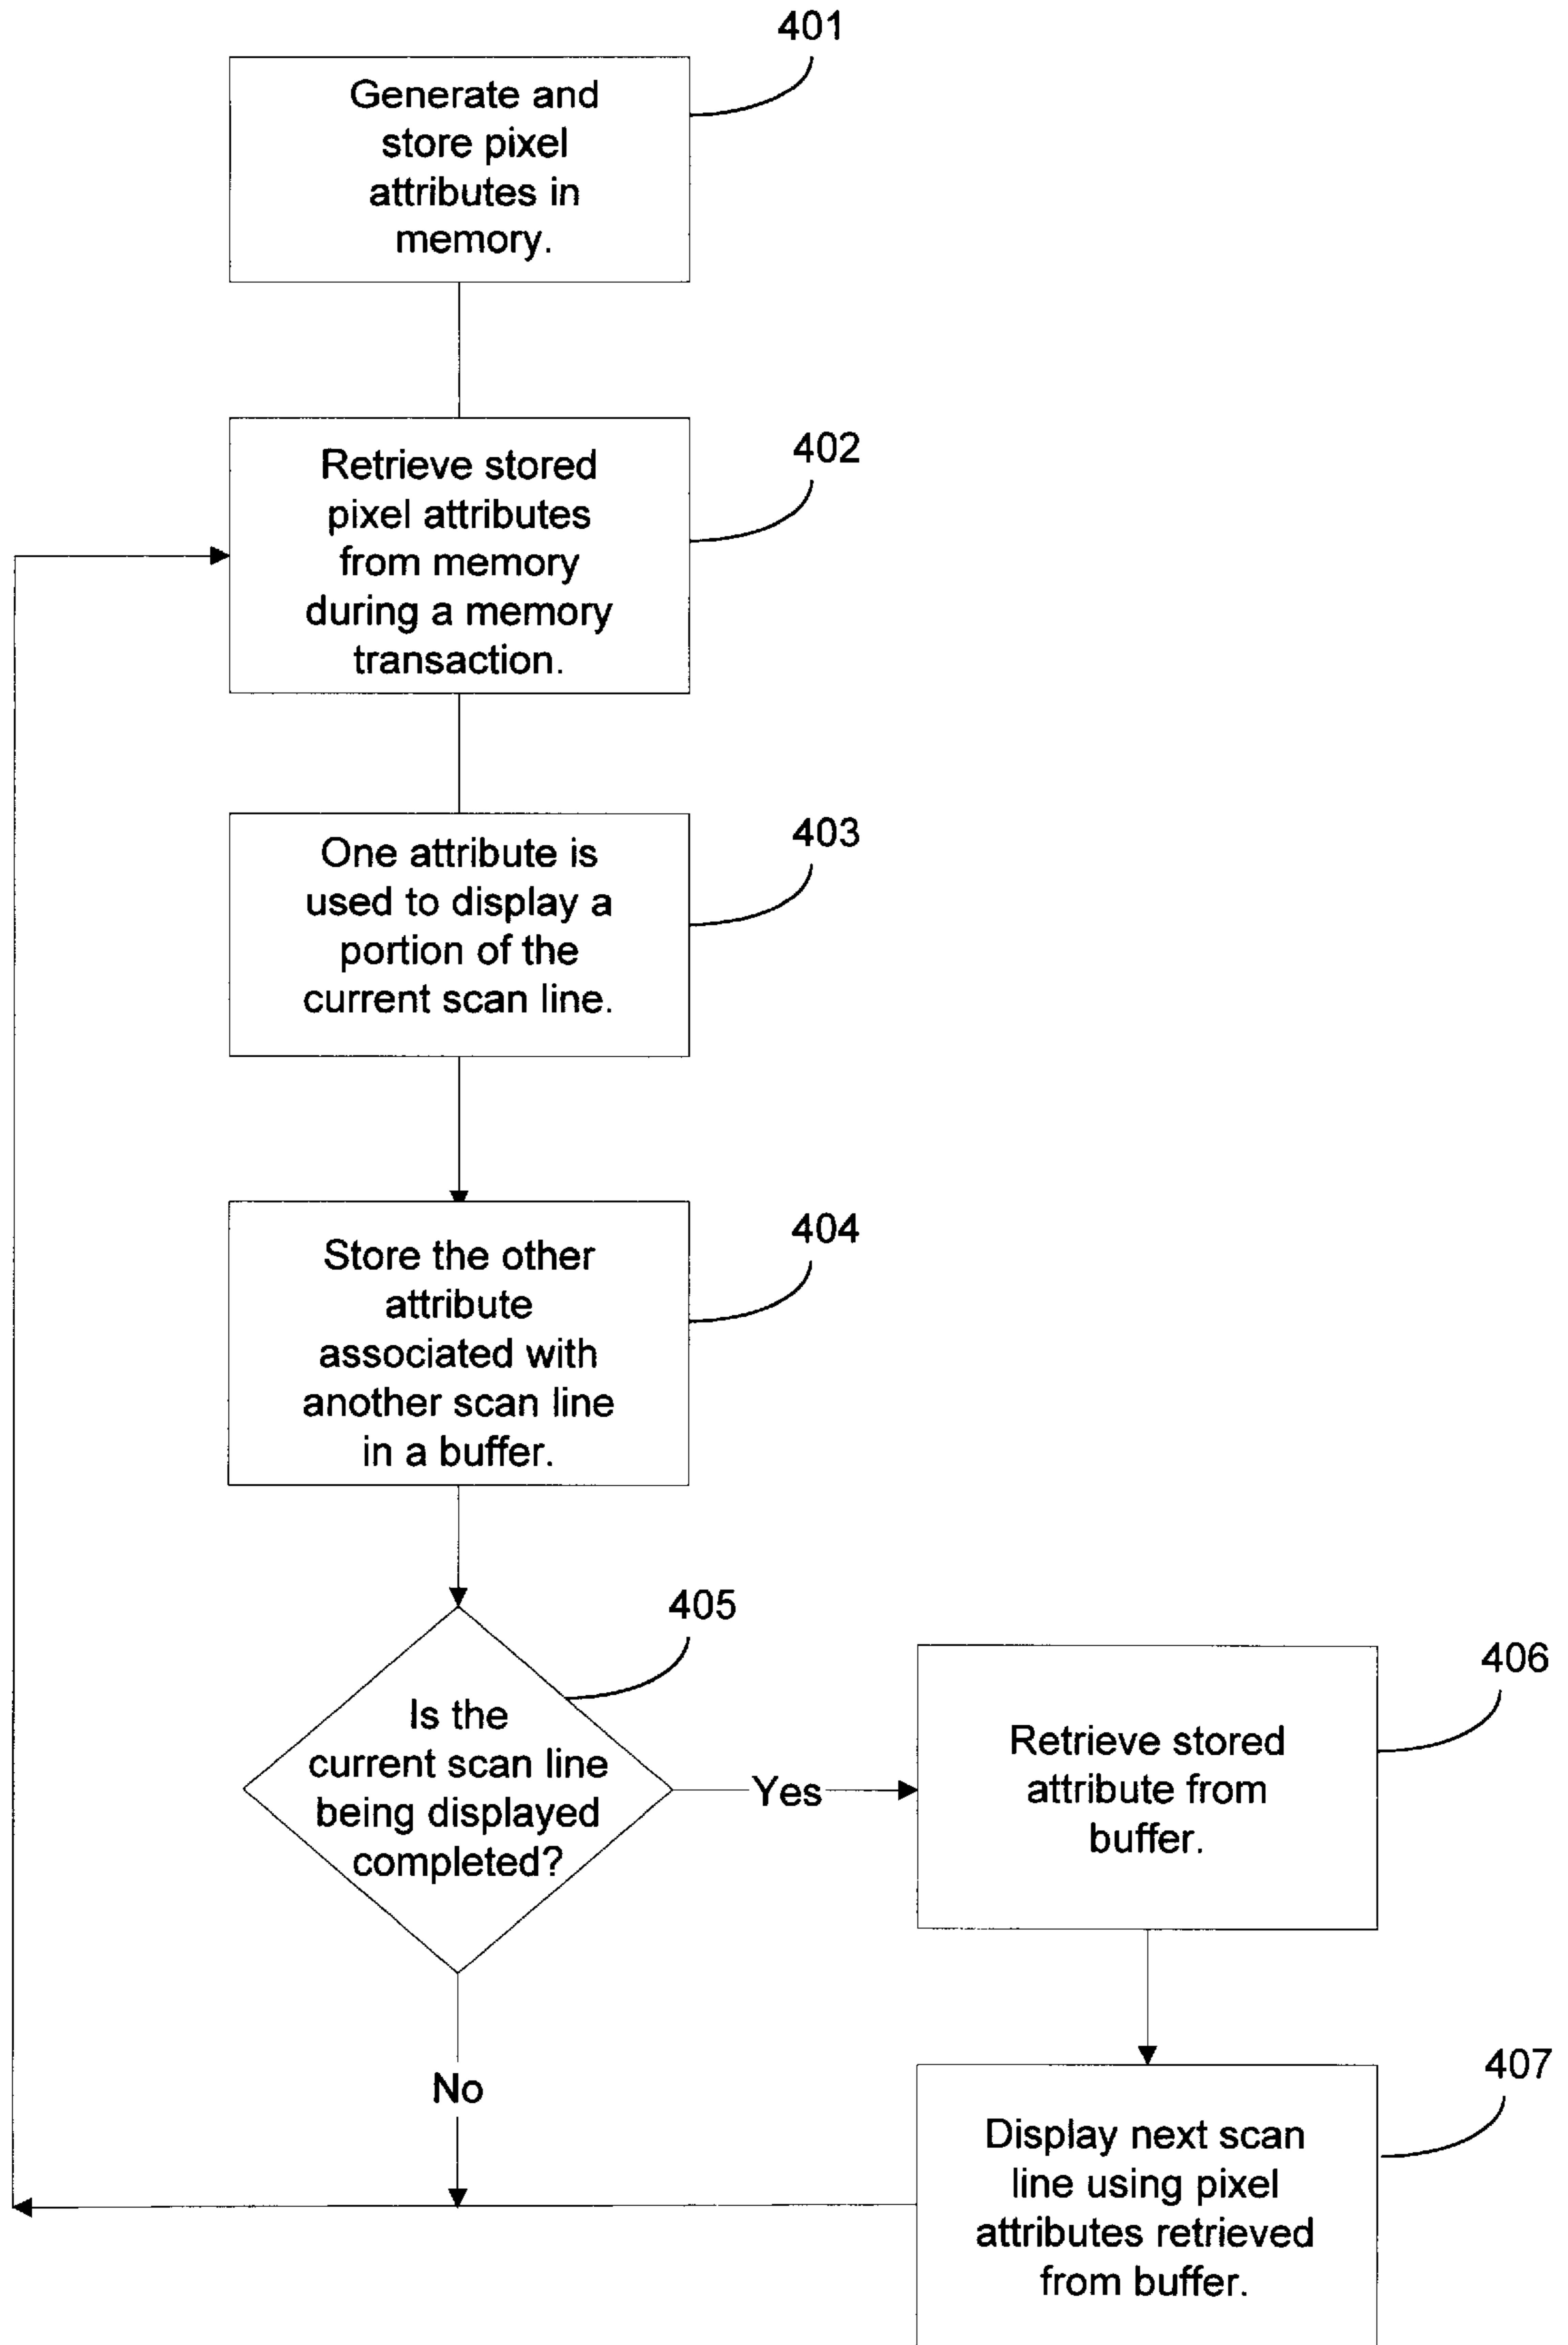 401
Generate and
store pixel
attributes in
memory.
402
Retrieve stored
pixel attributes
from memory
during a memory
transaction.
403
One attribute is
used to display a
portion of the
current scan line.
404
Store the other
attribute
associated with
another scan line
in a buffer.
405
Is the
current scan line
being displayed
completed?
Yes
406
Retrieve stored
attribute from
buffer.
No
407
Display next scan
line using pixel
attributes retrieved
from buffer.